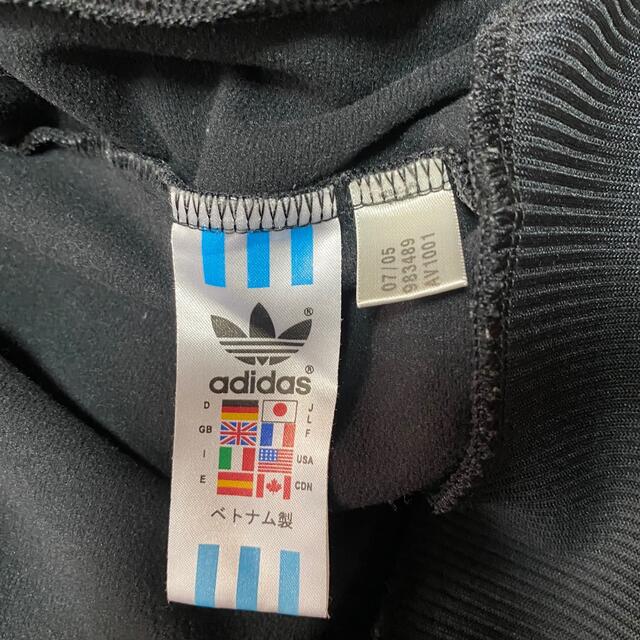 ®
adidas®
D J
L
GB F
I USA
E CDN
ベトナム製
07/05
983489
AV1001